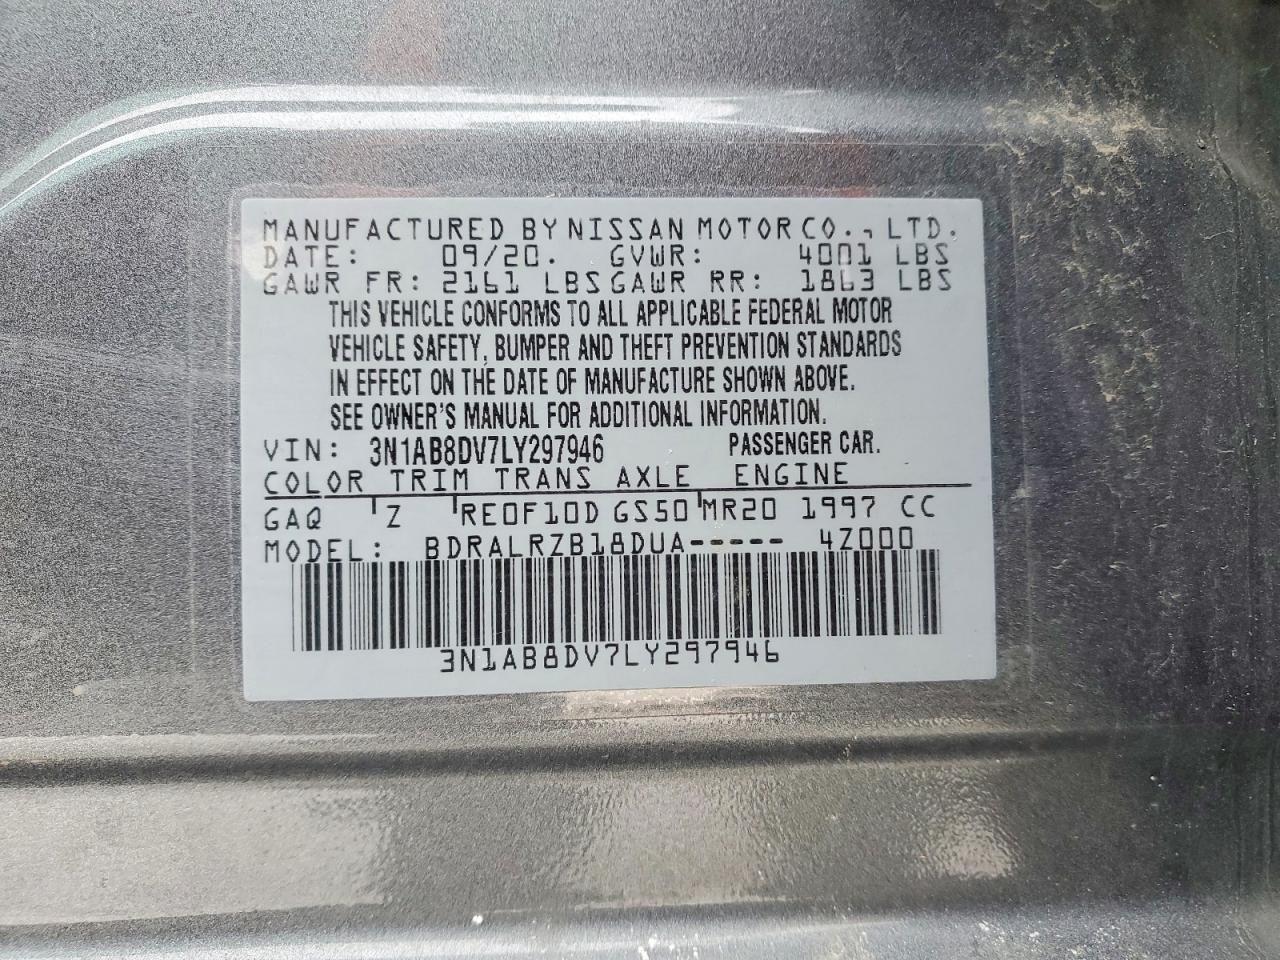 MANUFACTURED BY NISSAN MOTOR CO., LTD.
DATE: 09/20. GVWR: 4001 LBS
GAWR FR: 2161 LBS GAWR RR: 1863 LBS
THIS VEHICLE CONFORMS TO ALL APPLICABLE FEDERAL MOTOR
VEHICLE SAFETY, BUMPER AND THEFT PREVENTION STANDARDS
IN EFFECT ON THE DATE OF MANUFACTURE SHOWN ABOVE.
SEE OWNER'S MANUAL FOR ADDITIONAL INFORMATION.
VIN: 3N1AB8DV7LY297946 PASSENGER CAR.
COLOR TRIM TRANS AXLE ENGINE
GAQ Z RE0F10D GS50 MR20 1997 CC
MODEL: BDRALRZB18DUA----- 4Z000
3N1AB8DV7LY297946